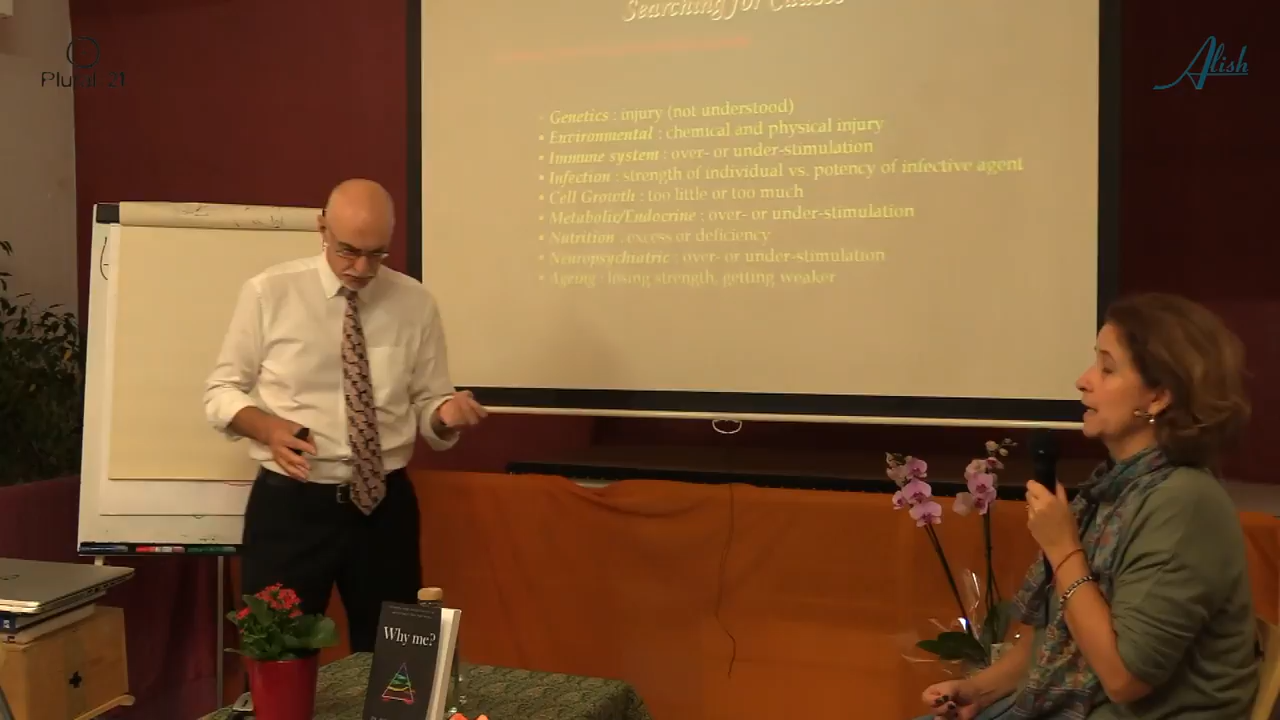 Searching for Causes
Plural 21
Alish
▪ Genetics : injury (not understood)
▪ Environmental : chemical and physical injury
▪ Immune system : over- or under-stimulation
▪ Infection : strength of individual vs. potency of infective agent
▪ Cell Growth : too little or too much
▪ Metabolic/Endocrine : over- or under-stimulation
▪ Nutrition : excess or deficiency
▪ Neuropsychiatric : over- or under-stimulation
▪ Ageing : losing strength, getting weaker
Why me?